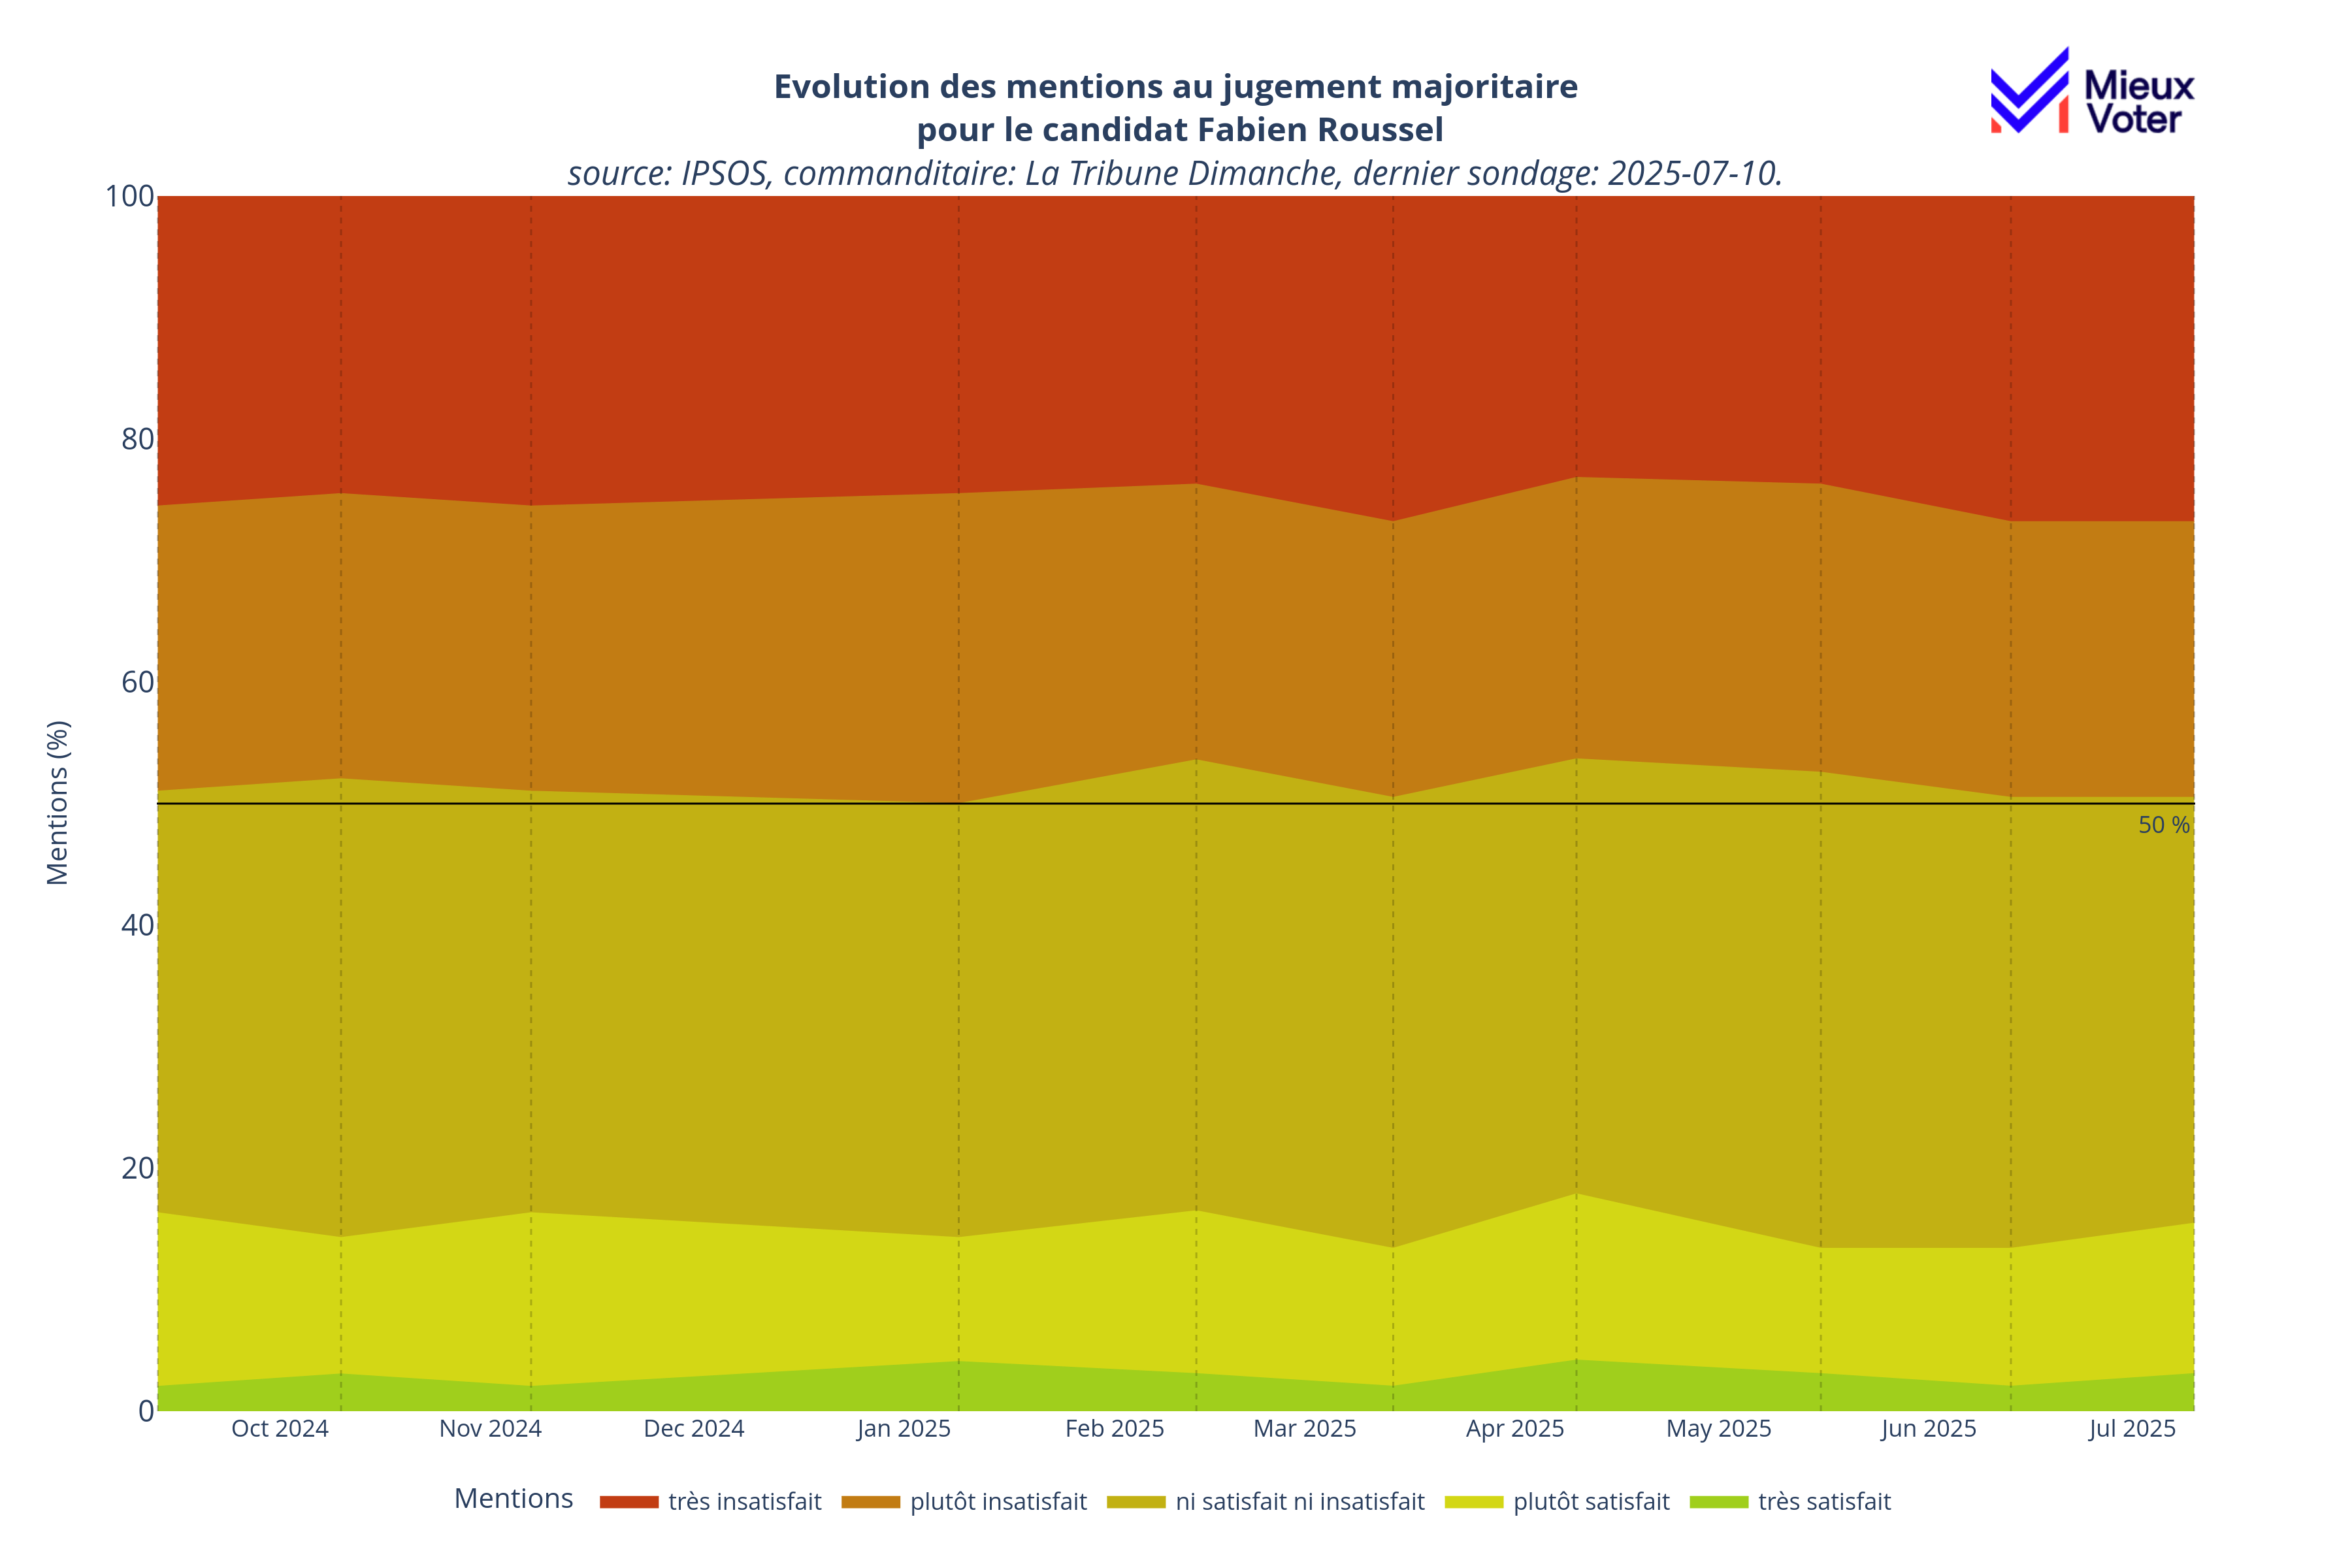 Evolution des mentions au jugement majoritaire
pour le candidat Fabien Roussel
source: IPSOS, commanditaire: La Tribune Dimanche, dernier sondage: 2025-07-10.
Mieux
Voter
Mentions (%)
100
80
60
40
20
0
50 %
Oct 2024 Nov 2024 Dec 2024 Jan 2025 Feb 2025 Mar 2025 Apr 2025 May 2025 Jun 2025 Jul 2025
Mentions très insatisfait plutôt insatisfait ni satisfait ni insatisfait plutôt satisfait très satisfait